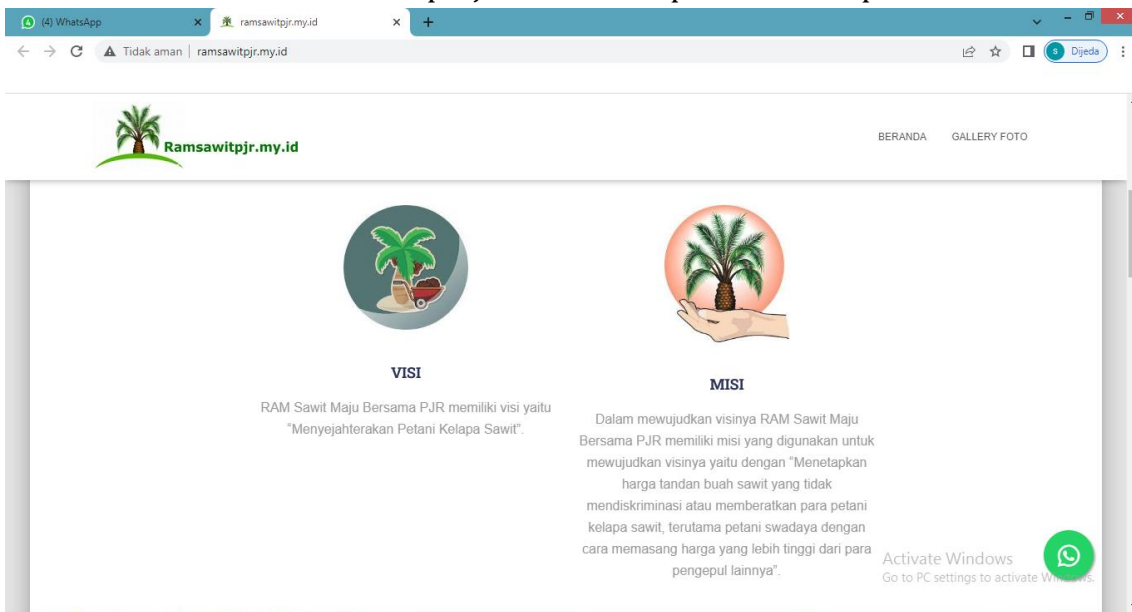 (4) WhatsApp
ramsawitpjr.my.id
Tidak aman | ramsawitpjr.my.id
s Dijeda
Ramsawitpjr.my.id
BERANDA GALLERY FOTO
VISI
RAM Sawit Maju Bersama PJR memiliki visi yaitu
"Menyejahterakan Petani Kelapa Sawit".
MISI
Dalam mewujudkan visinya RAM Sawit Maju
Bersama PJR memiliki misi yang digunakan untuk
mewujudkan visinya yaitu dengan "Menetapkan
harga tandan buah sawit yang tidak
mendiskriminasi atau memberatkan para petani
kelapa sawit, terutama petani swadaya dengan
cara memasang harga yang lebih tinggi dari para
pengepul lainnya".
Activate Windows
Go to PC settings to activate Windows.